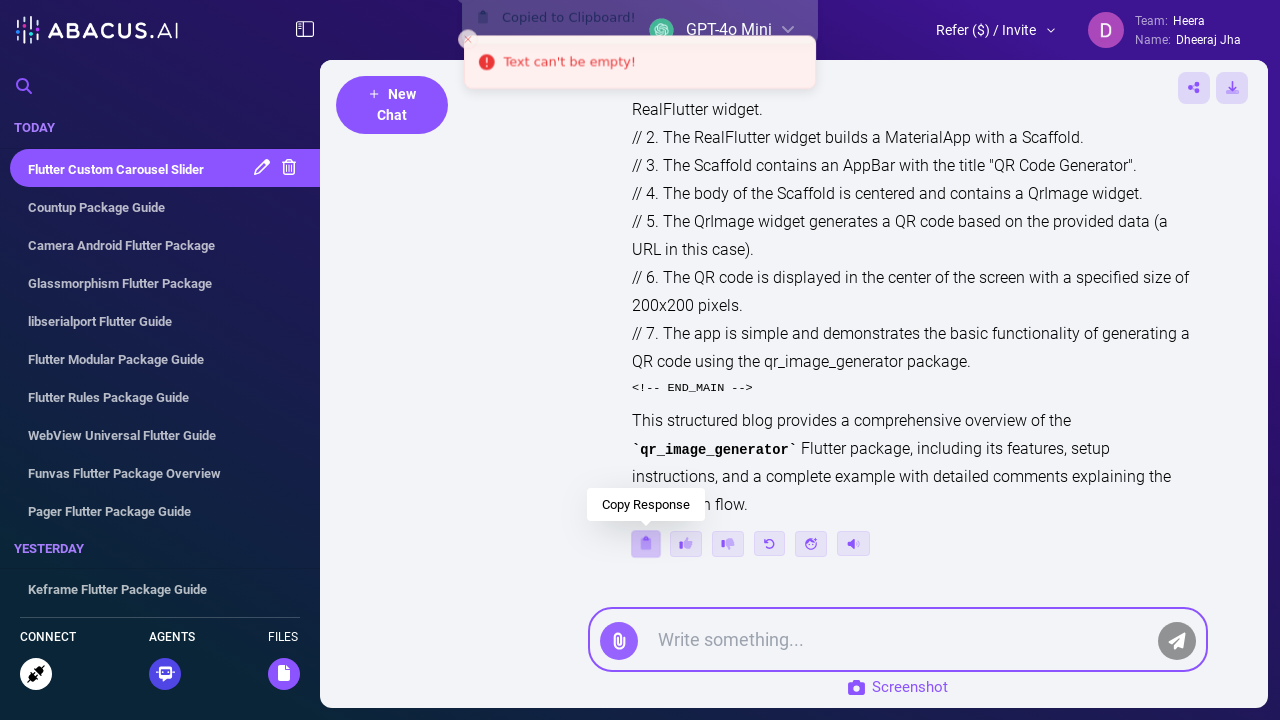 ABACUS.AI
Copied to Clipboard!
GPT-4o Mini
Text can't be empty!
Refer ($) / Invite
D
Team: Heera
Name: Dheeraj Jha
New
Chat
TODAY
Flutter Custom Carousel Slider
Countup Package Guide
Camera Android Flutter Package
Glassmorphism Flutter Package
libserialport Flutter Guide
Flutter Modular Package Guide
Flutter Rules Package Guide
WebView Universal Flutter Guide
Funvas Flutter Package Overview
Pager Flutter Package Guide
YESTERDAY
Keframe Flutter Package Guide
CONNECT
AGENTS
FILES
RealFlutter widget.
// 2. The RealFlutter widget builds a MaterialApp with a Scaffold.
// 3. The Scaffold contains an AppBar with the title "QR Code Generator".
// 4. The body of the Scaffold is centered and contains a QrImage widget.
// 5. The QrImage widget generates a QR code based on the provided data (a
URL in this case).
// 6. The QR code is displayed in the center of the screen with a specified size of
200x200 pixels.
// 7. The app is simple and demonstrates the basic functionality of generating a
QR code using the qr_image_generator package.
<!-- END_MAIN -->
This structured blog provides a comprehensive overview of the
`qr_image_generator` Flutter package, including its features, setup
instructions, and a complete example with detailed comments explaining the
flow.
Copy Response
Write something...
Screenshot